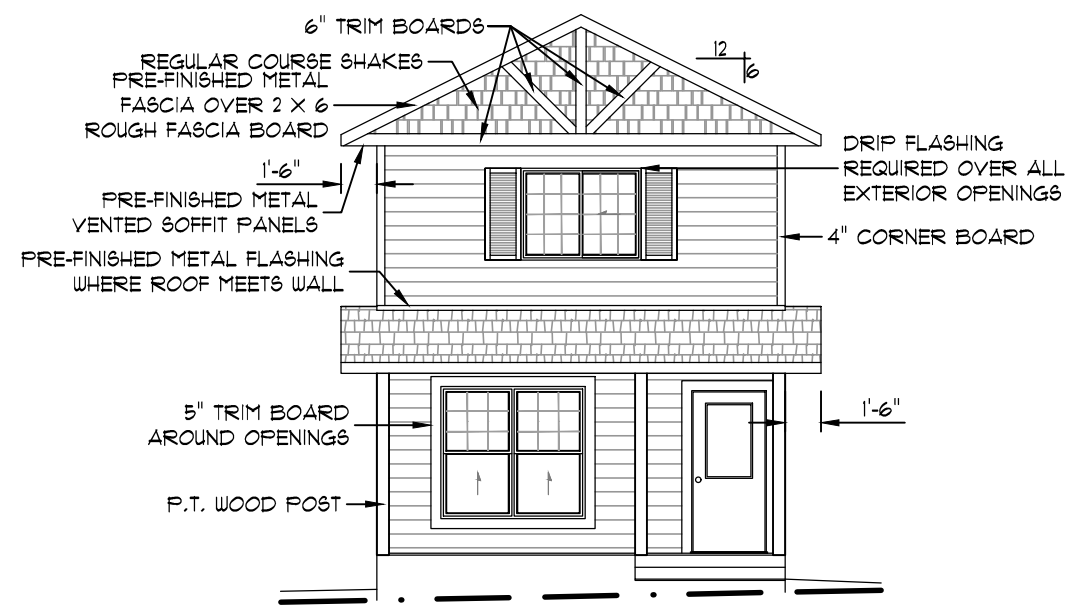 6" TRIM BOARDS
REGULAR COURSE SHAKES
PRE-FINISHED METAL
FASCIA OVER 2 X 6
ROUGH FASCIA BOARD
12
6
1'-6"
DRIP FLASHING
REQUIRED OVER ALL
EXTERIOR OPENINGS
PRE-FINISHED METAL
VENTED SOFFIT PANELS
4" CORNER BOARD
PRE-FINISHED METAL FLASHING
WHERE ROOF MEETS WALL
5" TRIM BOARD
AROUND OPENINGS
1'-6"
P.T. WOOD POST